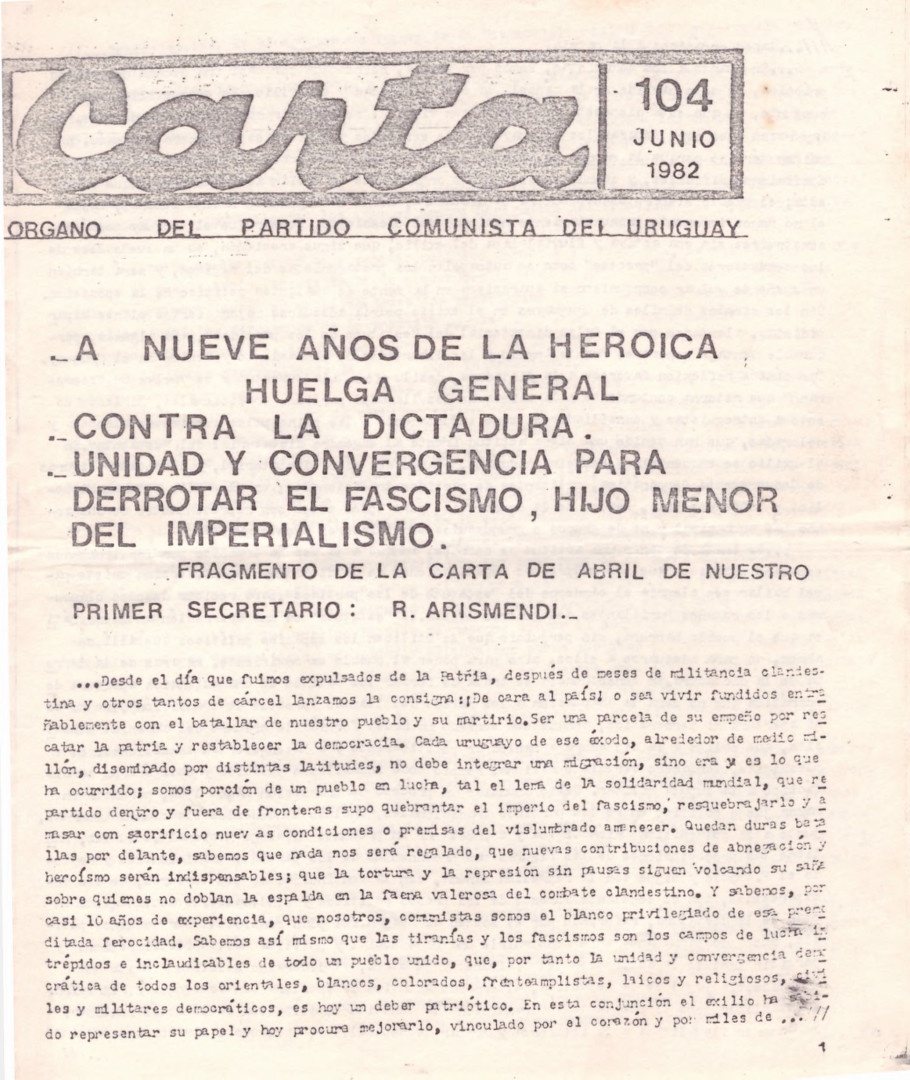 Carta
104
JUNIO
1982
ORGANO DEL PARTIDO COMUNISTA DEL URUGUAY
._A NUEVE AÑOS DE LA HEROICA
HUELGA GENERAL
._CONTRA LA DICTADURA
._UNIDAD Y CONVERGENCIA PARA
DERROTAR EL FASCISMO, HIJO MENOR
DEL IMPERIALISMO.
FRAGMENTO DE LA CARTA DE ABRIL DE NUESTRO
PRIMER SECRETARIO: R. ARISMENDI._
...Desde el día que fuimos expulsados de la Patria, después de meses de militancia clandes-
tina y otros tantos de cárcel lanzamos la consigna:¡¡De cara al país! o sea vivir fundidos entra
ñablemente con el batallar de nuestro pueblo y su martirio.Ser una parcela de su empeño por res
catar la patria y restablecer la democracia. Cada uruguayo de ese éxodo, alrededor de medio mi-
llón, diseminado por distintas latitudes, no debe integrar una migración, sino era y es lo que
ha ocurrido; somos porción de un pueblo en lucha, tal el lema de la solidaridad mundial, que re
partido dentro y fuera de fronteras supo quebrantar el imperio del fascismo, resquebrajarlo y a
masar con sacrificio nuev as condiciones o premisas del vislumbrado amanecer. Quedan duras bata
llas por delante, sabemos que nada nos será regalado, que nuevas contribuciones de abnegación y
heroísmo serán indispensables; que la tortura y la represión sin pausas siguen volcando su saña
sobre quienes no doblan la espalda en la faena valerosa del combate clandestino. Y sabemos, por
casi 10 años de experiencia, que nosotros, comunistas somos el blanco privilegiado de esa preme
ditada ferocidad. Sabemos así mismo que las tiranías y los fascismos son los campos de lucha in
trépidos e inclaudicables de todo un pueblo unido, que, por tanto la unidad y convergencia demo
crática de todos los orientales, blancos, colorados, frenteamplistas, laicos y religiosos, civi
les y militares democráticos, es hoy un deber patriótico. En esta conjunción el exilio ha
do representar su papel y hoy procura mejorarlo, vinculado por el corazón y por miles de ...//
1